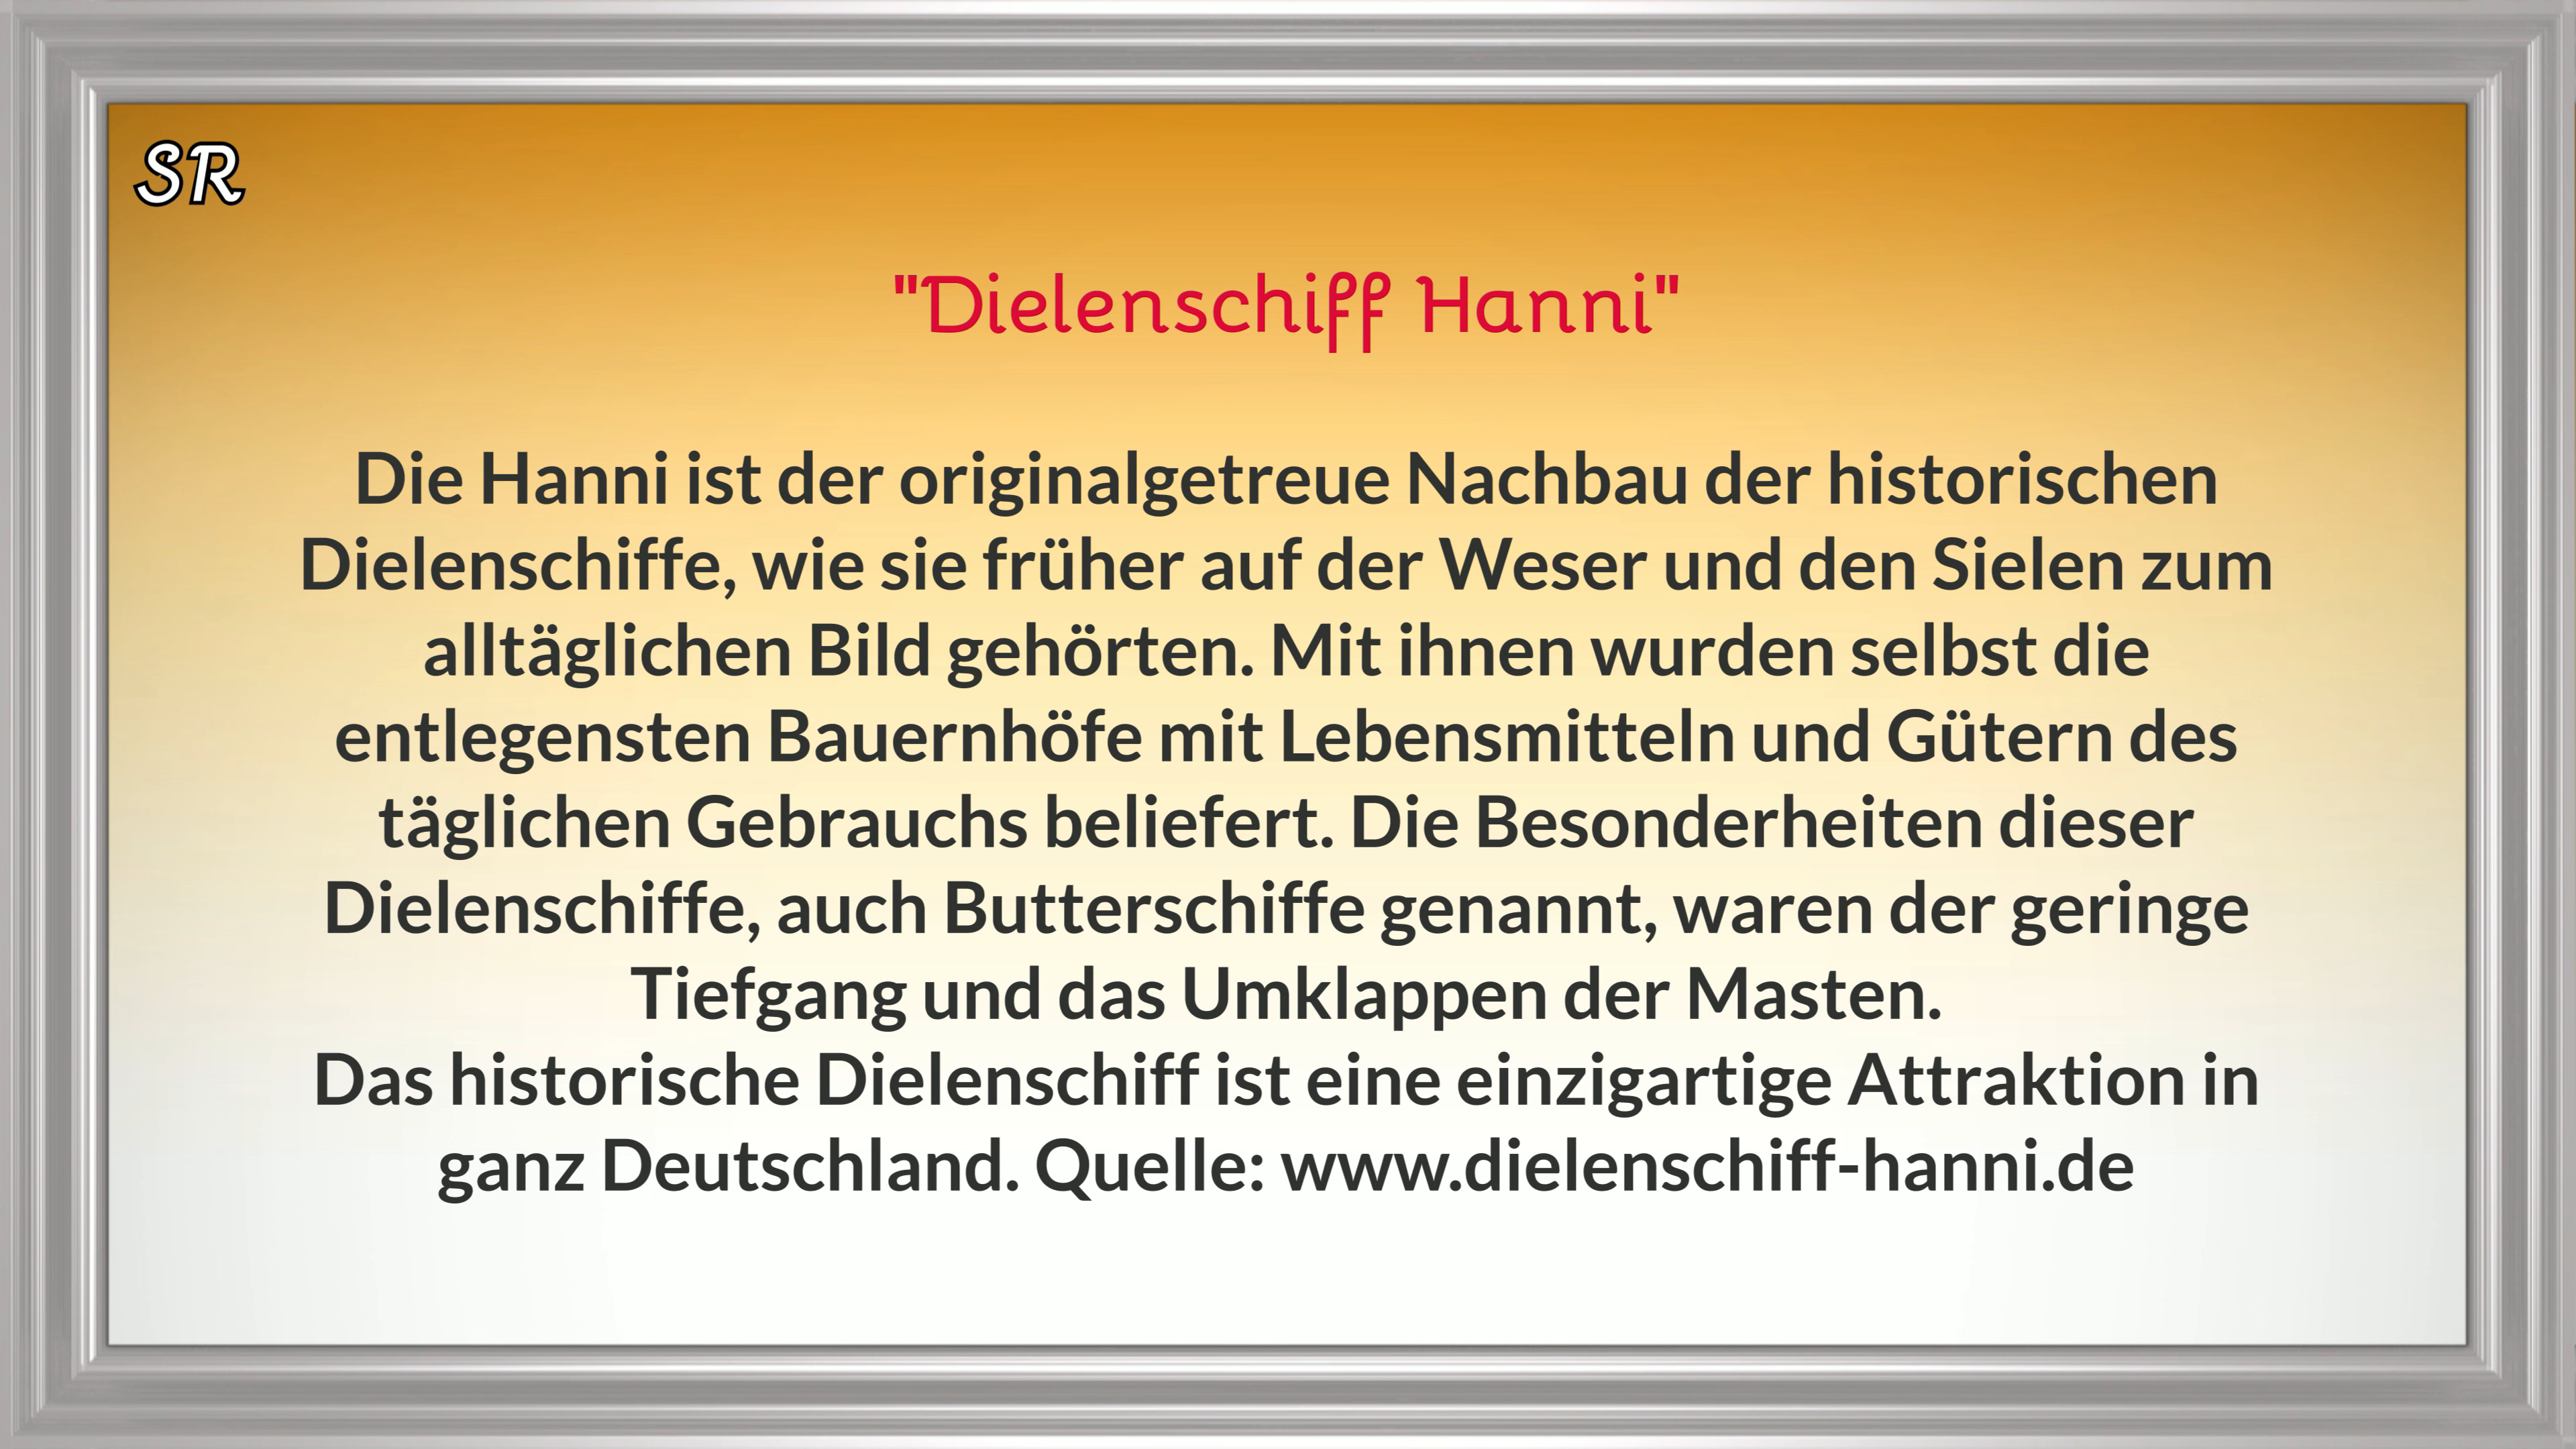 SR
"Dielenschiff Hanni"
Die Hanni ist der originalgetreue Nachbau der historischen
Dielenschiffe, wie sie früher auf der Weser und den Sielen zum
alltäglichen Bild gehörten. Mit ihnen wurden selbst die
entlegensten Bauernhöfe mit Lebensmitteln und Gütern des
täglichen Gebrauchs beliefert. Die Besonderheiten dieser
Dielenschiffe, auch Butterschiffe genannt, waren der geringe
Tiefgang und das Umklappen der Masten.
Das historische Dielenschiff ist eine einzigartige Attraktion in
ganz Deutschland. Quelle: www.dielenschiff-hanni.de